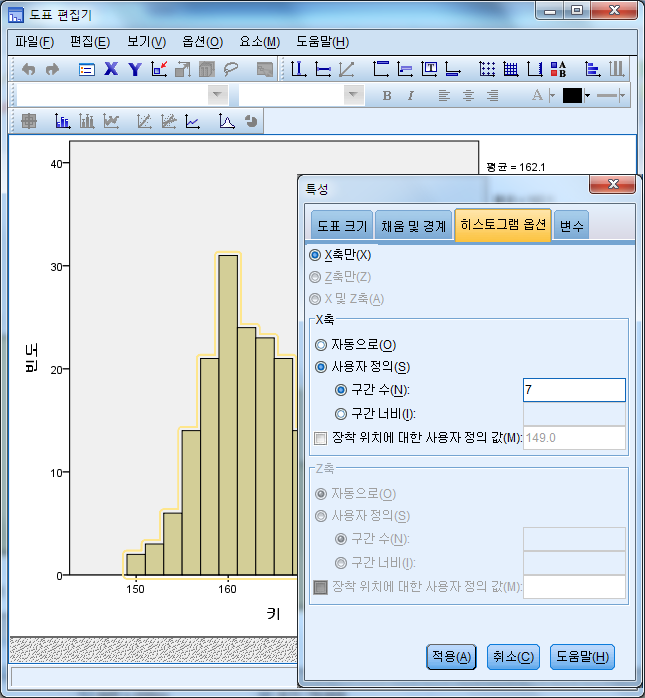 도표 편집기
파일(F) 편집(E) 보기(V) 옵션(O) 요소(M) 도움말(H)
X Y T A B
B I A
평균 = 162.1
40
30
20
10
0
빈도
150 160
키
특성
도표 크기 채움 및 경계 히스토그램 옵션 변수
X축만(X)
Z축만(Z)
X 및 Z축(A)
X축
자동으로(O)
사용자 정의(S)
구간 수(N): 7
구간 너비(I):
장착 위치에 대한 사용자 정의 값(M): 149.0
Z축
자동으로(O)
사용자 정의(S)
구간 수(N):
구간 너비(I):
장착 위치에 대한 사용자 정의 값(M):
적용(A) 취소(C) 도움말(H)